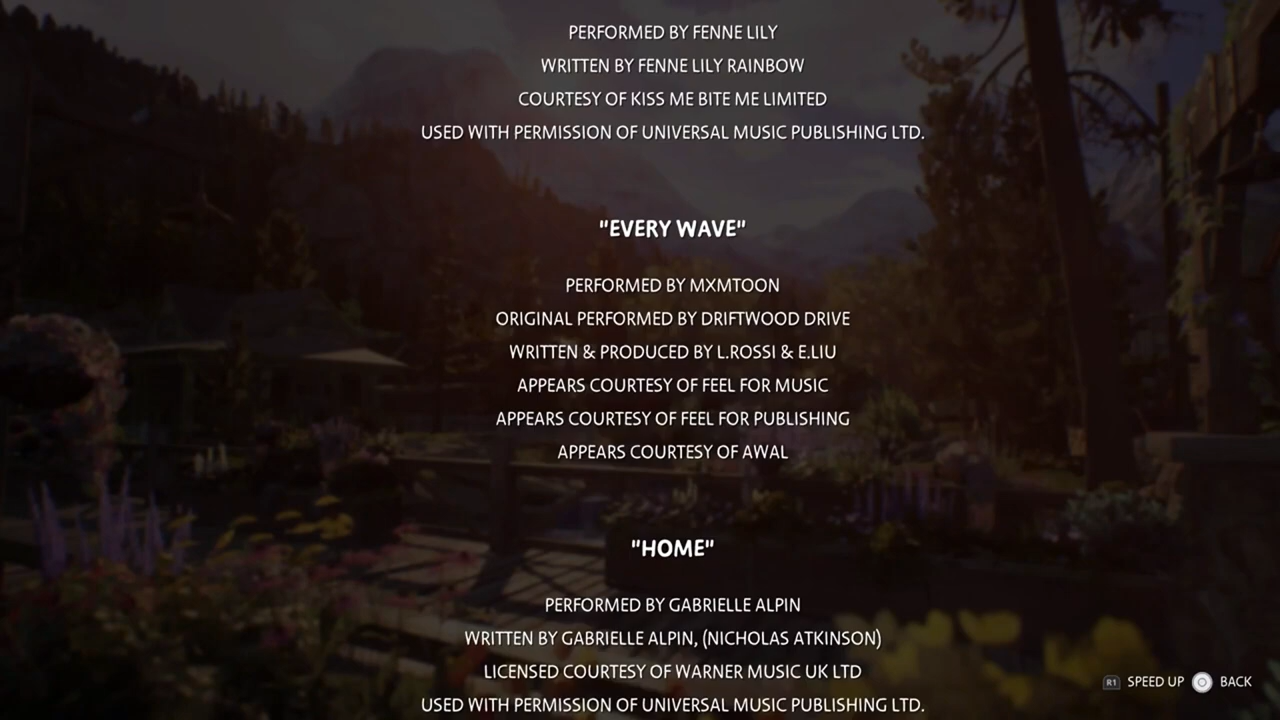 PERFORMED BY FENNE LILY
WRITTEN BY FENNE LILY RAINBOW
COURTESY OF KISS ME BITE ME LIMITED
USED WITH PERMISSION OF UNIVERSAL MUSIC PUBLISHING LTD.
"EVERY WAVE"
PERFORMED BY MXMTOON
ORIGINAL PERFORMED BY DRIFTWOOD DRIVE
WRITTEN & PRODUCED BY L.ROSSI & E.LIU
APPEARS COURTESY OF FEEL FOR MUSIC
APPEARS COURTESY OF FEEL FOR PUBLISHING
APPEARS COURTESY OF AWAL
"HOME"
PERFORMED BY GABRIELLE ALPIN
WRITTEN BY GABRIELLE ALPIN, (NICHOLAS ATKINSON)
LICENSED COURTESY OF WARNER MUSIC UK LTD
USED WITH PERMISSION OF UNIVERSAL MUSIC PUBLISHING LTD.
R1 SPEED UP BACK